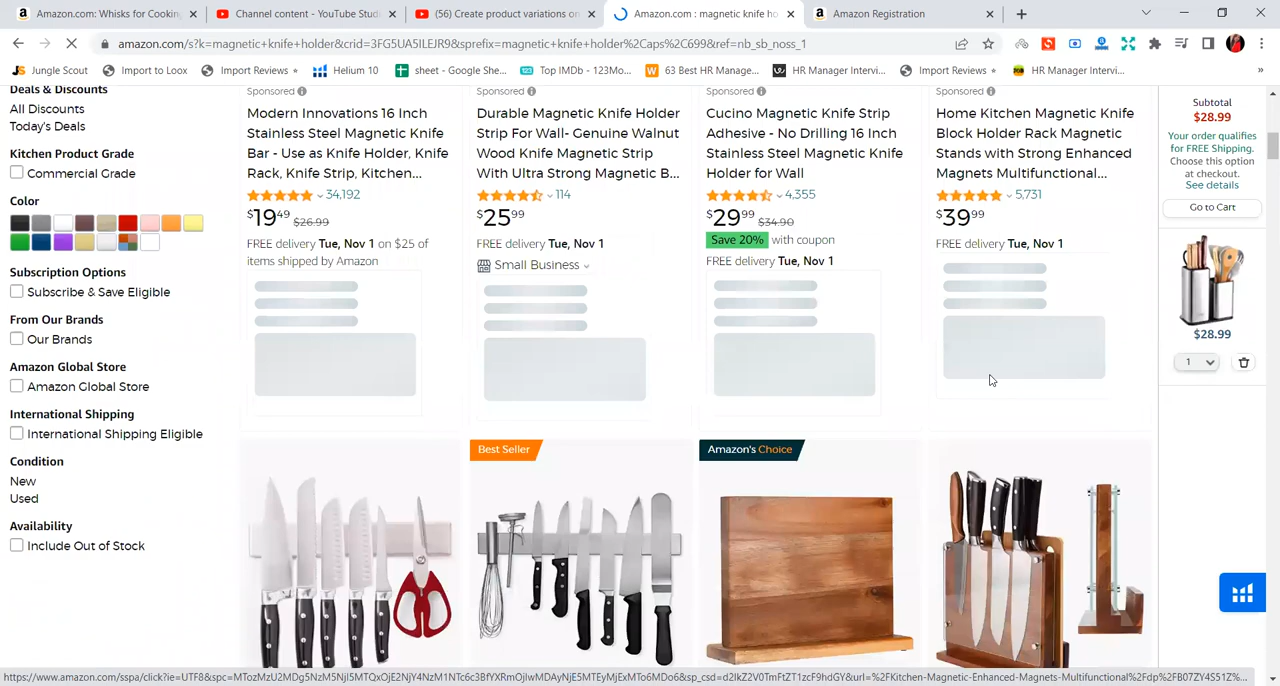 Amazon.com: Whisks for Cooking
Channel content - YouTube Studi
(56) Create product variations on
Amazon.com : magnetic knife ho
Amazon Registration
amazon.com/s?k=magnetic+knife+holder&crid=3FG5UA5ILEJR9&sprefix=magnetic+knife+holder%2Caps%2C699&ref=nb_sb_noss_1
Jungle Scout
Import to Loox
Import Reviews
Helium 10
sheet - Google She...
Top IMDb - 123Mo...
63 Best HR Manage...
HR Manager Intervi...
Import Reviews
HR Manager Intervi...
Deals & Discounts
All Discounts
Today's Deals
Kitchen Product Grade
Commercial Grade
Color
Subscription Options
Subscribe & Save Eligible
From Our Brands
Our Brands
Amazon Global Store
Amazon Global Store
International Shipping
International Shipping Eligible
Condition
New
Used
Availability
Include Out of Stock
Sponsored
Modern Innovations 16 Inch
Stainless Steel Magnetic Knife
Bar - Use as Knife Holder, Knife
Rack, Knife Strip, Kitchen...
34,192
$19.49 $26.99
FREE delivery Tue, Nov 1 on $25 of
items shipped by Amazon
Sponsored
Durable Magnetic Knife Holder
Strip For Wall- Genuine Walnut
Wood Knife Magnetic Strip
With Ultra Strong Magnetic B...
114
$25.99
FREE delivery Tue, Nov 1
Small Business
Sponsored
Cucino Magnetic Knife Strip
Adhesive - No Drilling 16 Inch
Stainless Steel Magnetic Knife
Holder for Wall
4,355
$29.99 $34.90
Save 20% with coupon
FREE delivery Tue, Nov 1
Sponsored
Home Kitchen Magnetic Knife
Block Holder Rack Magnetic
Stands with Strong Enhanced
Magnets Multifunctional...
5,731
$39.99
FREE delivery Tue, Nov 1
Best Seller
Amazon's Choice
Subtotal
$28.99
Your order qualifies
for FREE Shipping.
Choose this option
at checkout.
See details
Go to Cart
$28.99
1